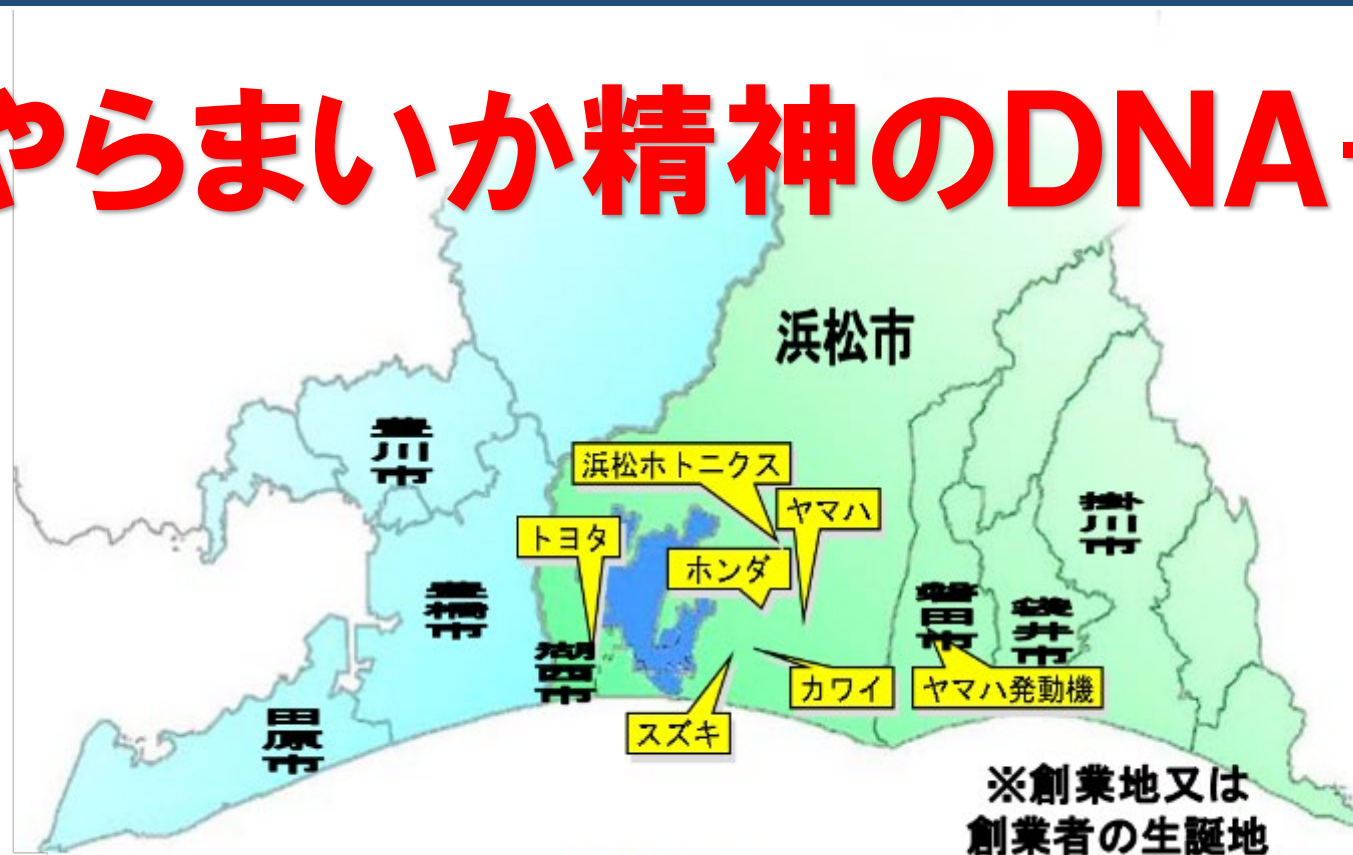 やらまいか精神のDNA
浜松市
豊川市
浜松ホトニクス
ヤマハ
掛川市
トヨタ
ホンダ
豊橋市
磐田市
袋井市
湖西市
カワイ
ヤマハ発動機
田原市
スズキ
※創業地又は
創業者の生誕地